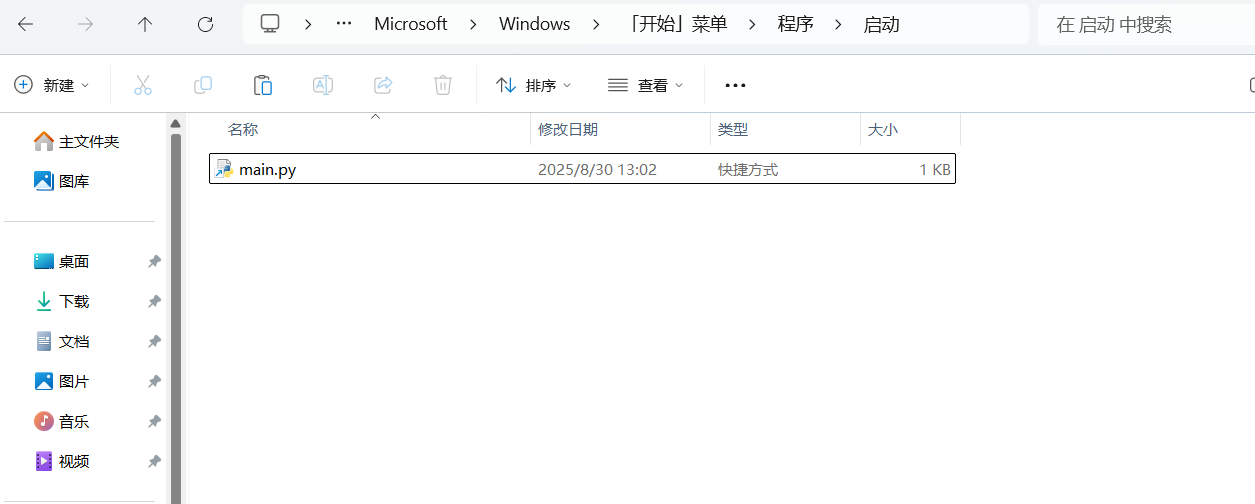 Microsoft Windows 「开始」菜单 程序 启动 在 启动 中搜索
新建 排序 查看
名称 修改日期 类型 大小
main.py 2025/8/30 13:02 快捷方式 1 KB
主文件夹
图库
桌面
下载
文档
图片
音乐
视频